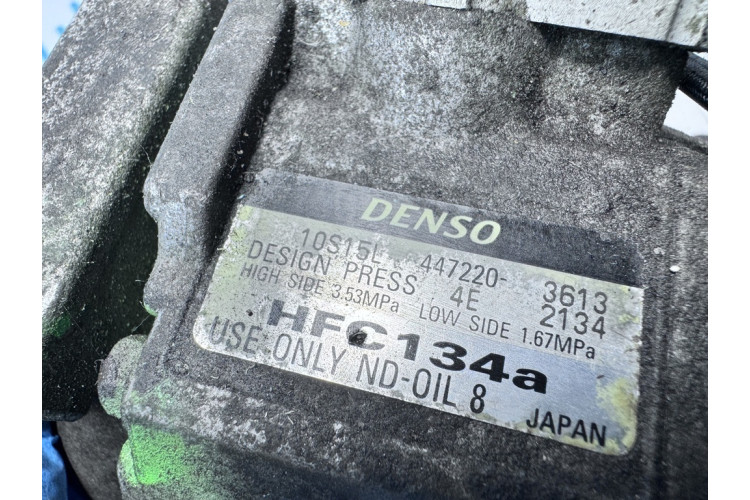 DENSO
10S15L 447220- 3613
DESIGN PRESS 4E 2134
HIGH SIDE 3.53MPa LOW SIDE 1.67MPa
HFC134a
USE ONLY ND-OIL 8 JAPAN